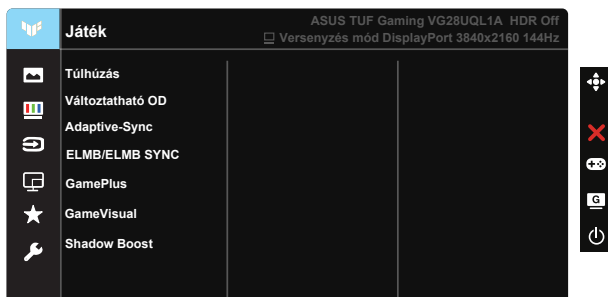 Játék
ASUS TUF Gaming VG28UQL1A HDR Off
Versenyzés mód DisplayPort 3840x2160 144Hz
Túlhúzás
Változtatható OD
Adaptive-Sync
ELMB/ELMB SYNC
GamePlus
GameVisual
Shadow Boost
G